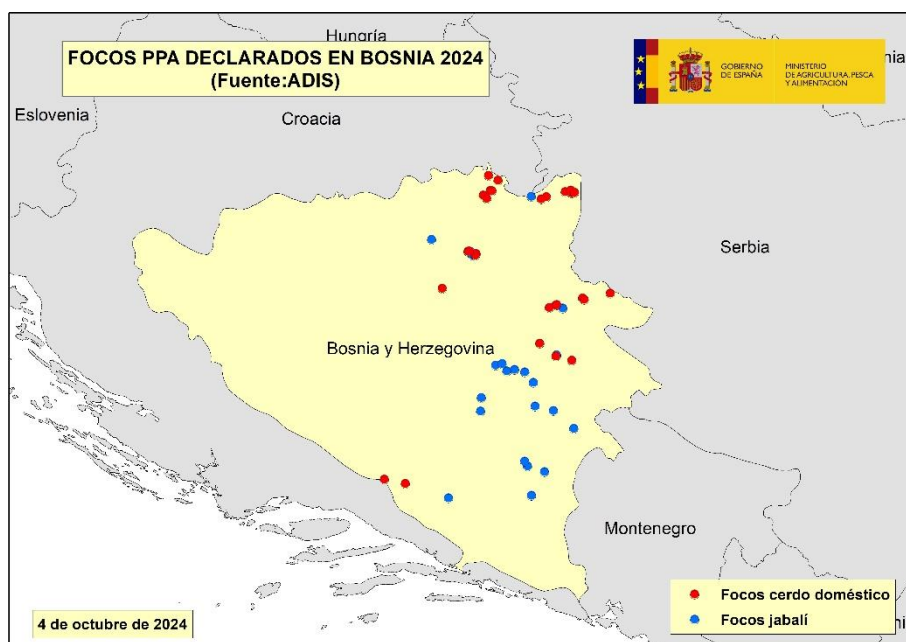 Hungría
FOCOS PPA DECLARADOS EN BOSNIA 2024
(Fuente:ADIS)
GOBIERNO
DE ESPAÑA
MINISTERIO
DE AGRICULTURA, PESCA
Y ALIMENTACIÓN
Eslovenia
Croacia
Serbia
Bosnia y Herzegovina
Montenegro
Focos cerdo doméstico
Focos jabalí
4 de octubre de 2024